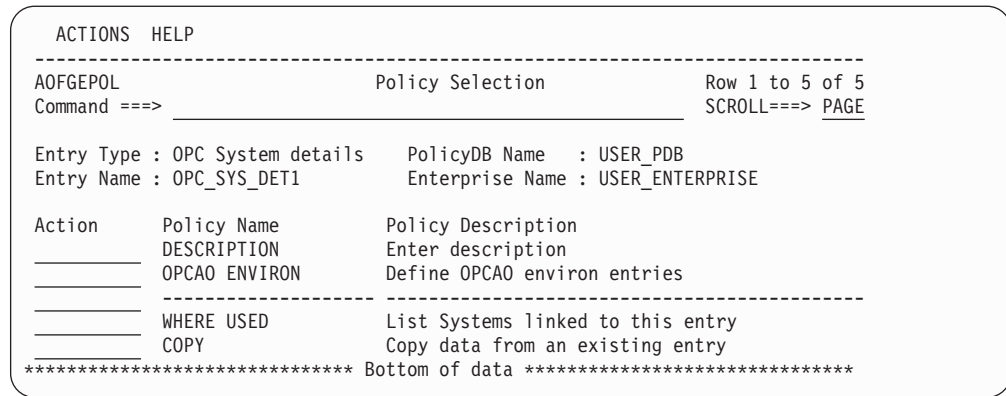 ACTIONS HELP
-------------------------------------------------------------------------------
AOFGEPOL Policy Selection Row 1 to 5 of 5
Command ===> SCROLL===> PAGE
Entry Type : OPC System details PolicyDB Name : USER_PDB
Entry Name : OPC_SYS_DET1 Enterprise Name : USER_ENTERPRISE
Action Policy Name Policy Description
DESCRIPTION Enter description
OPCAO ENVIRON Define OPCAO environ entries
-------------------- ---------------------------------------------
WHERE USED List Systems linked to this entry
COPY Copy data from an existing entry
******************************* Bottom of data *******************************